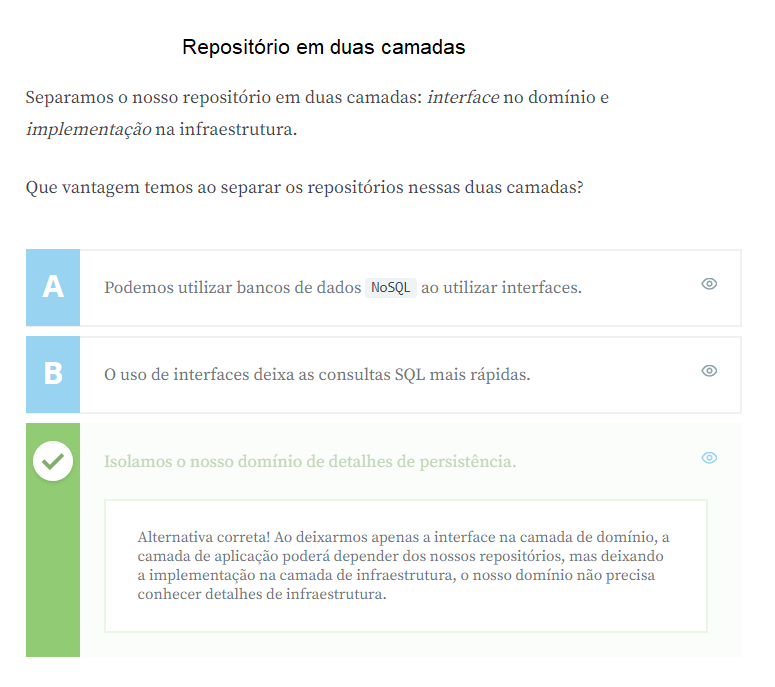 Repositório em duas camadas
Separamos o nosso repositório em duas camadas: interface no domínio e
implementação na infraestrutura.
Que vantagem temos ao separar os repositórios nessas duas camadas?
A
Podemos utilizar bancos de dados NoSQL ao utilizar interfaces.
B
O uso de interfaces deixa as consultas SQL mais rápidas.
Isolamos o nosso domínio de detalhes de persistência.
Alternativa correta! Ao deixarmos apenas a interface na camada de domínio, a
camada de aplicação poderá depender dos nossos repositórios, mas deixando
a implementação na camada de infraestrutura, o nosso domínio não precisa
conhecer detalhes de infraestrutura.